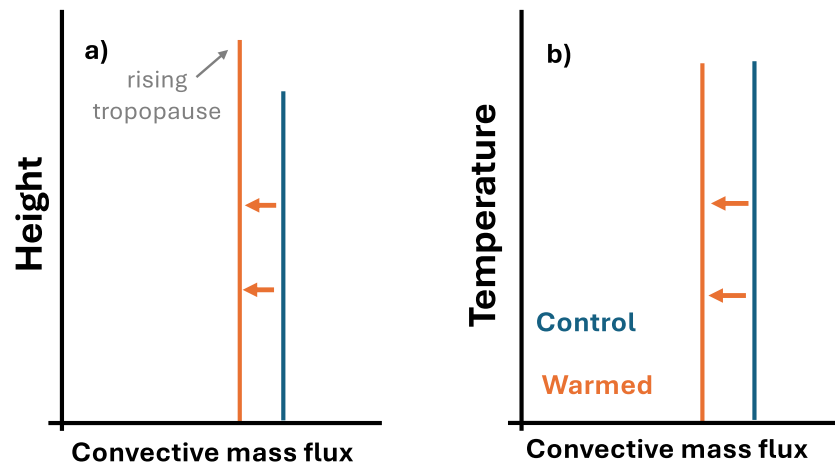 a)
rising
tropopause
Height
Convective mass flux
b)
Temperature
Control
Warmed
Convective mass flux